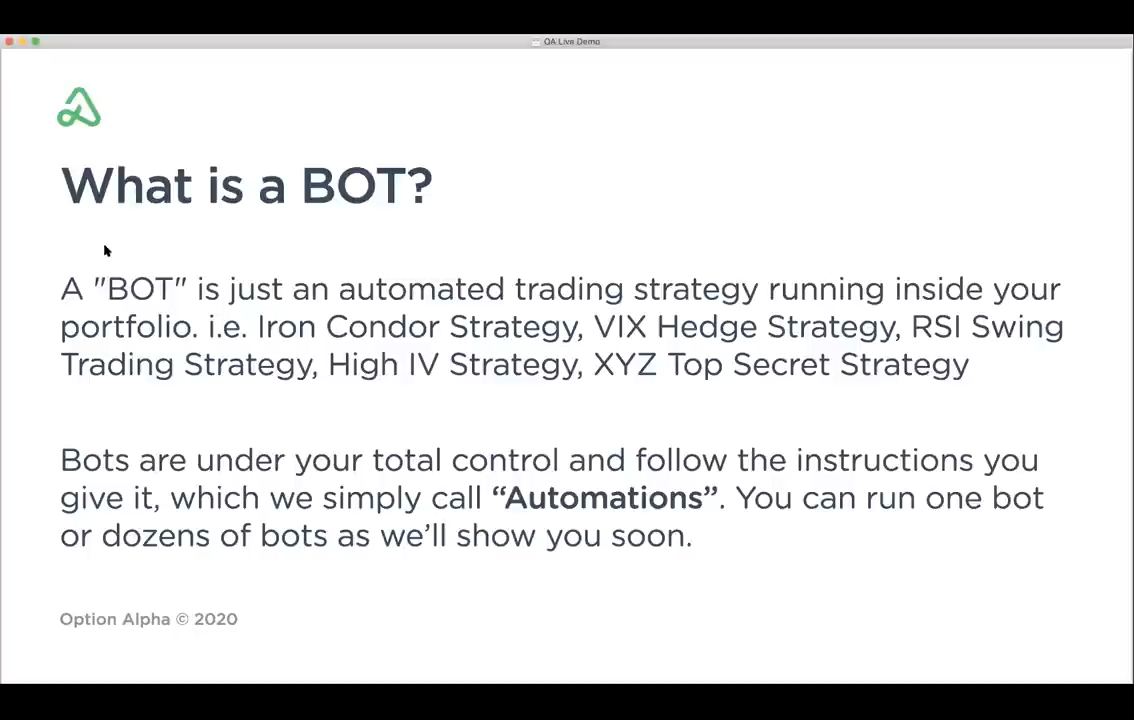 QA Live Demo
What is a BOT?
A "BOT" is just an automated trading strategy running inside your
portfolio. i.e. Iron Condor Strategy, VIX Hedge Strategy, RSI Swing
Trading Strategy, High IV Strategy, XYZ Top Secret Strategy
Bots are under your total control and follow the instructions you
give it, which we simply call “Automations”. You can run one bot
or dozens of bots as we’ll show you soon.
Option Alpha © 2020